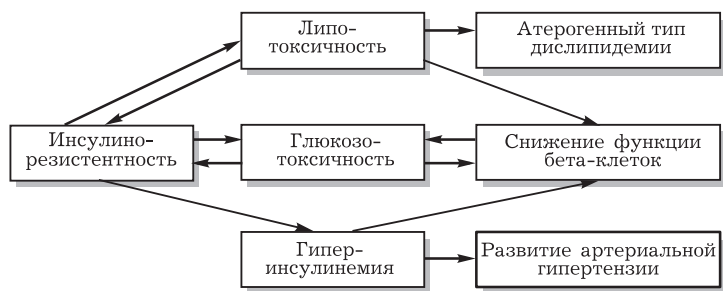 Липо-
токсичность
Атерогенный тип
дислипидемии
Инсулино-
резистентность
Глюкозо-
токсичность
Снижение функции
бета-клеток
Гипер-
инсулинемия
Развитие артериальной
гипертензии